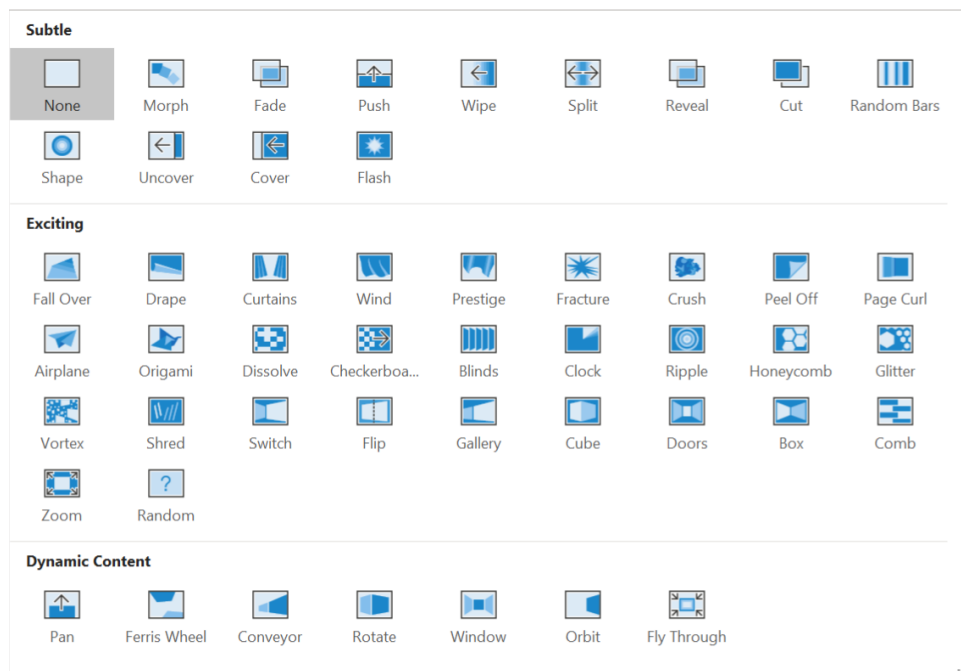 Subtle
None Morph Fade Push Wipe Split Reveal Cut Random Bars
Shape Uncover Cover Flash
Exciting
Fall Over Drape Curtains Wind Prestige Fracture Crush Peel Off Page Curl
Airplane Origami Dissolve Checkerboa... Blinds Clock Ripple Honeycomb Glitter
Vortex Shred Switch Flip Gallery Cube Doors Box Comb
?
Zoom Random
Dynamic Content
Pan Ferris Wheel Conveyor Rotate Window Orbit Fly Through